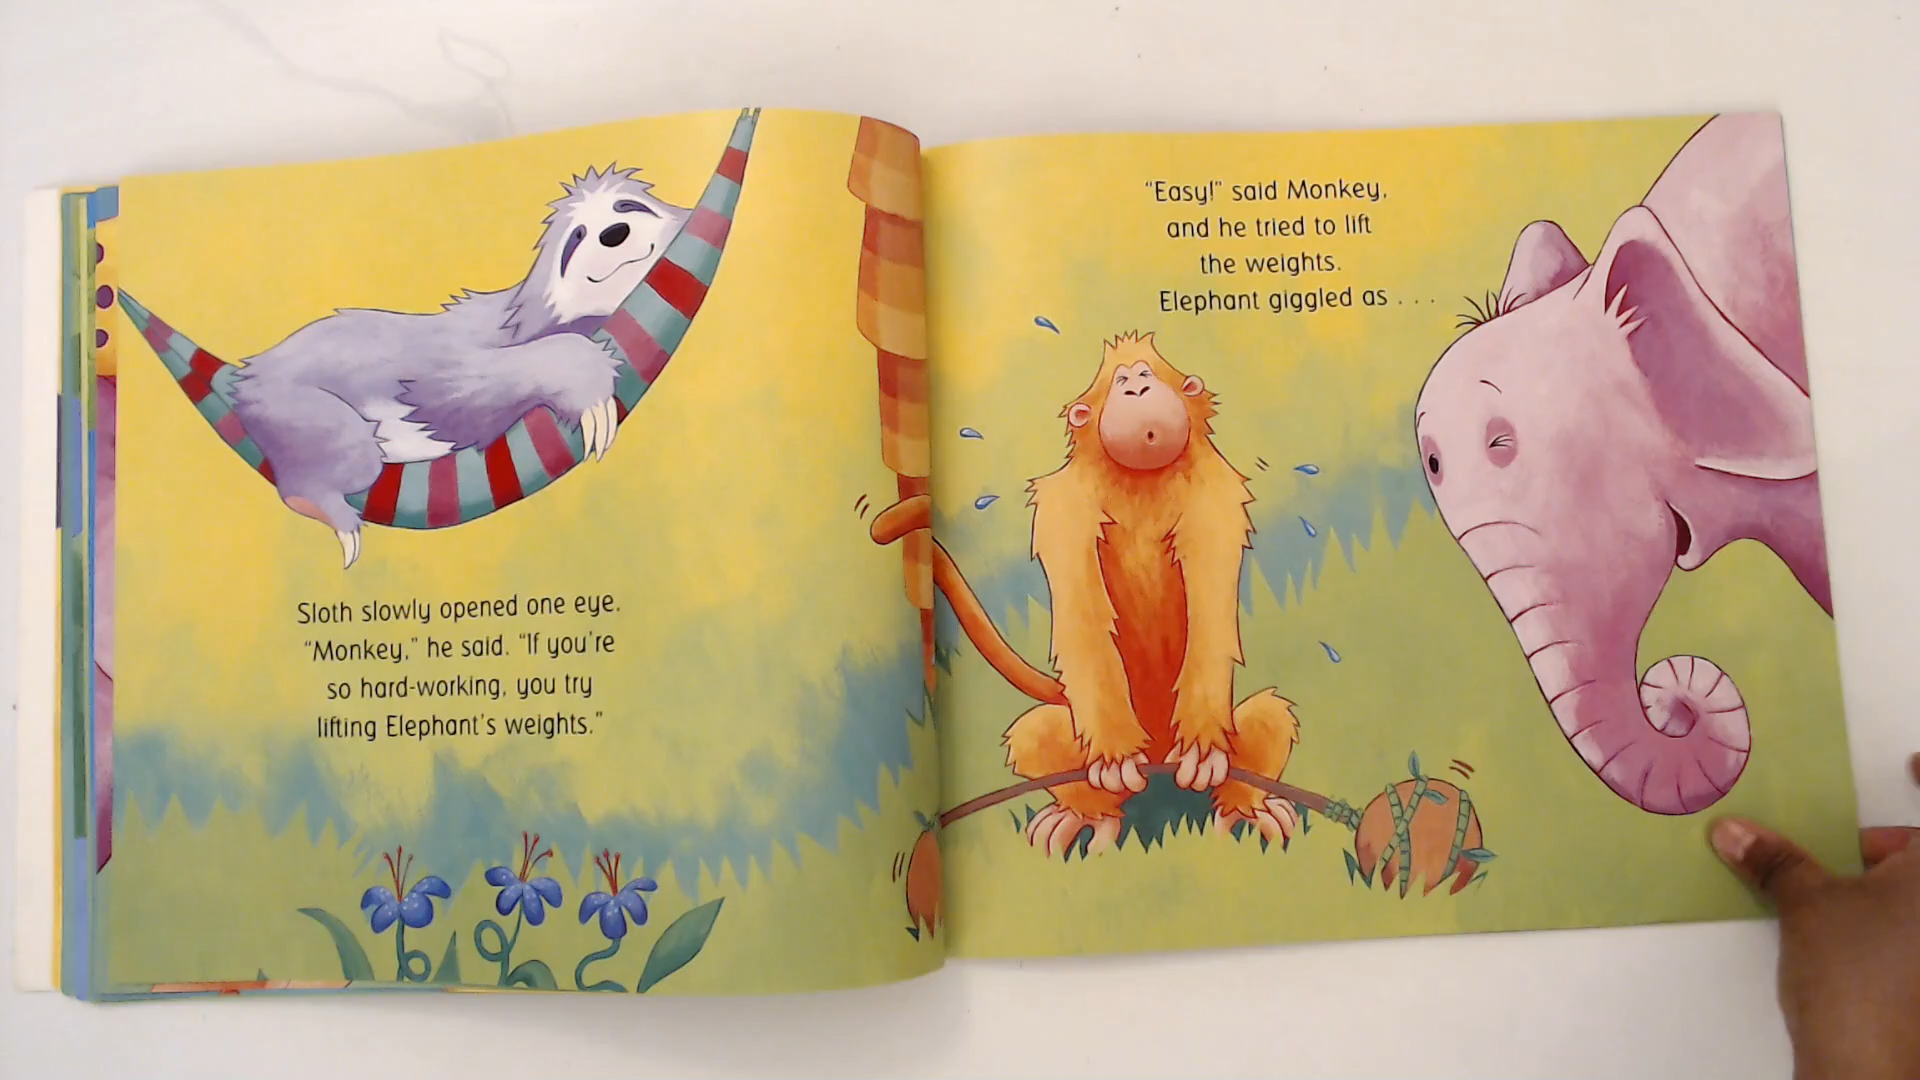 Sloth slowly opened one eye.
“Monkey,” he said. “If you’re
so hard-working, you try
lifting Elephant’s weights.”
“Easy!” said Monkey,
and he tried to lift
the weights.
Elephant giggled as . . .